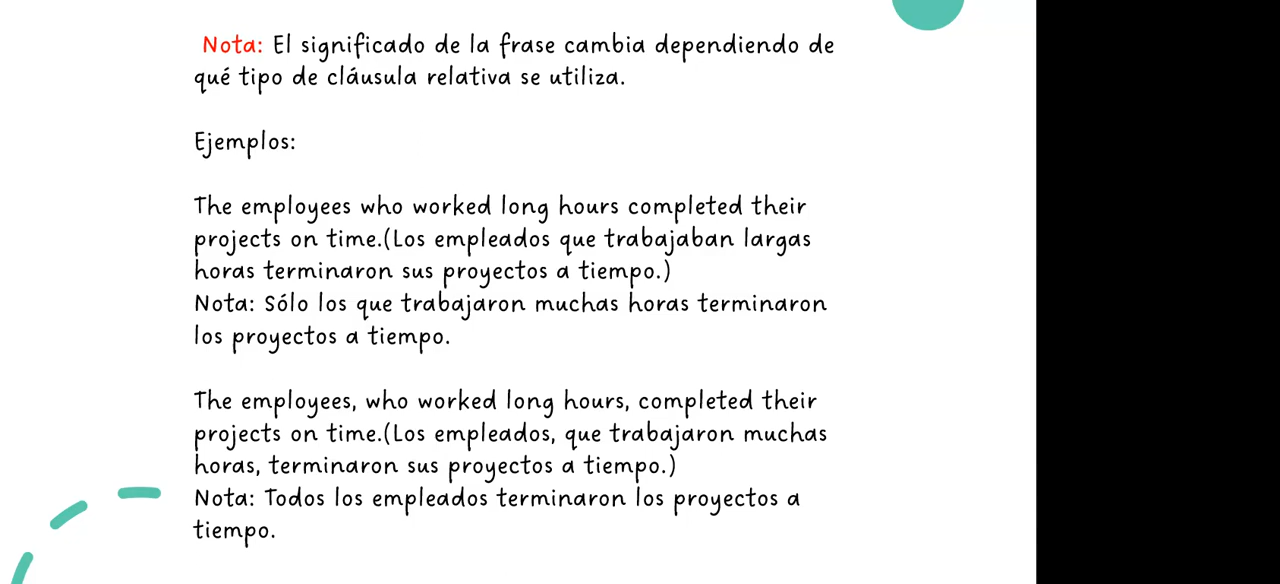 Nota: El significado de la frase cambia dependiendo de
qué tipo de cláusula relativa se utiliza.
Ejemplos:
The employees who worked long hours completed their
projects on time.(Los empleados que trabajaban largas
horas terminaron sus proyectos a tiempo.)
Nota: Sólo los que trabajaron muchas horas terminaron
los proyectos a tiempo.
The employees, who worked long hours, completed their
projects on time.(Los empleados, que trabajaron muchas
horas, terminaron sus proyectos a tiempo.)
Nota: Todos los empleados terminaron los proyectos a
tiempo.